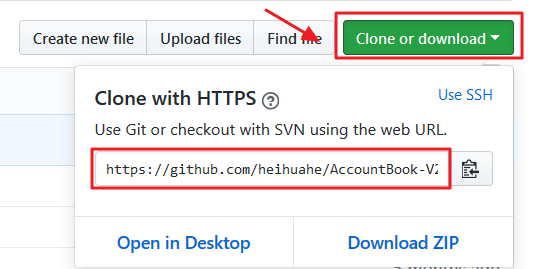 Create new file Upload files Find file Clone or download
Clone with HTTPS ?
Use SSH
Use Git or checkout with SVN using the web URL.
https://github.com/heihuahe/AccountBook-V2
Open in Desktop Download ZIP